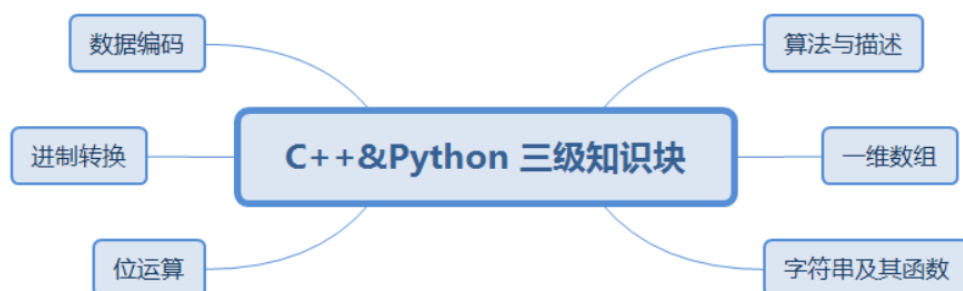 数据编码
算法与描述
进制转换
C++&Python 三级知识块
一维数组
位运算
字符串及其函数